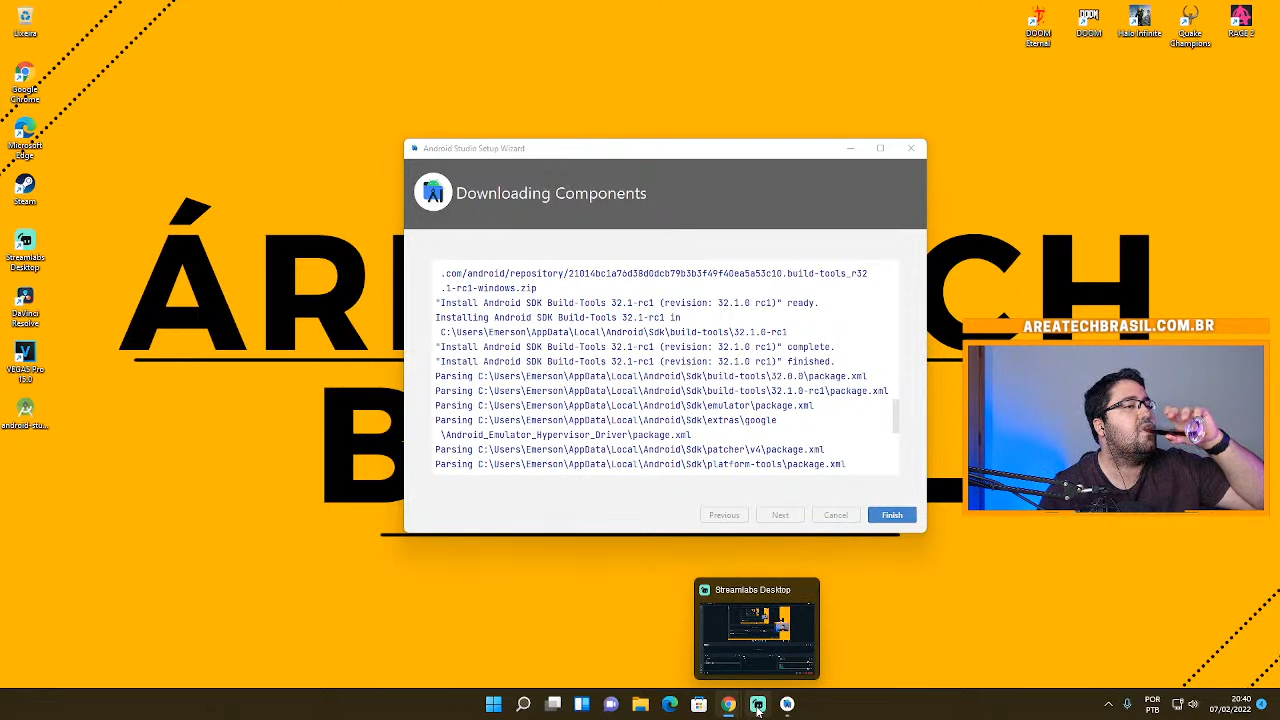 Lixeira
Google
Chrome
Microsoft
Edge
Steam
Streamlabs
Desktop
DaVinci
Resolve
VEGAS Pro
15.0
android-stu...
DOOM
Eternal
DOOM
Halo Infinite
Quake
Champions
RAGE 2
Android Studio Setup Wizard
Downloading Components
.com/android/repository/21014bc1a76d38d0dcb79b3b3f49f40ea5a53c10.build-tools_r32
.1-rc1-windows.zip
"Install Android SDK Build-Tools 32.1-rc1 (revision: 32.1.0 rc1)" ready.
Installing Android SDK Build-Tools 32.1-rc1 in
C:\Users\Emerson\AppData\Local\Android\Sdk\build-tools\32.1.0-rc1
"Install Android SDK Build-Tools 32.1-rc1 (revision: 32.1.0 rc1)" complete.
"Install Android SDK Build-Tools 32.1-rc1 (revision: 32.1.0 rc1)" finished.
Parsing C:\Users\Emerson\AppData\Local\Android\Sdk\build-tools\32.0.0\package.xml
Parsing C:\Users\Emerson\AppData\Local\Android\Sdk\build-tools\32.1.0-rc1\package.xml
Parsing C:\Users\Emerson\AppData\Local\Android\Sdk\emulator\package.xml
Parsing C:\Users\Emerson\AppData\Local\Android\Sdk\extras\google
\Android_Emulator_Hypervisor_Driver\package.xml
Parsing C:\Users\Emerson\AppData\Local\Android\Sdk\patcher\v4\package.xml
Parsing C:\Users\Emerson\AppData\Local\Android\Sdk\platform-tools\package.xml
Previous Next Cancel Finish
ÁR CH
B
AREATECHBRASIL.COM.BR
Streamlabs Desktop
POR
PTB
20:40
07/02/2022